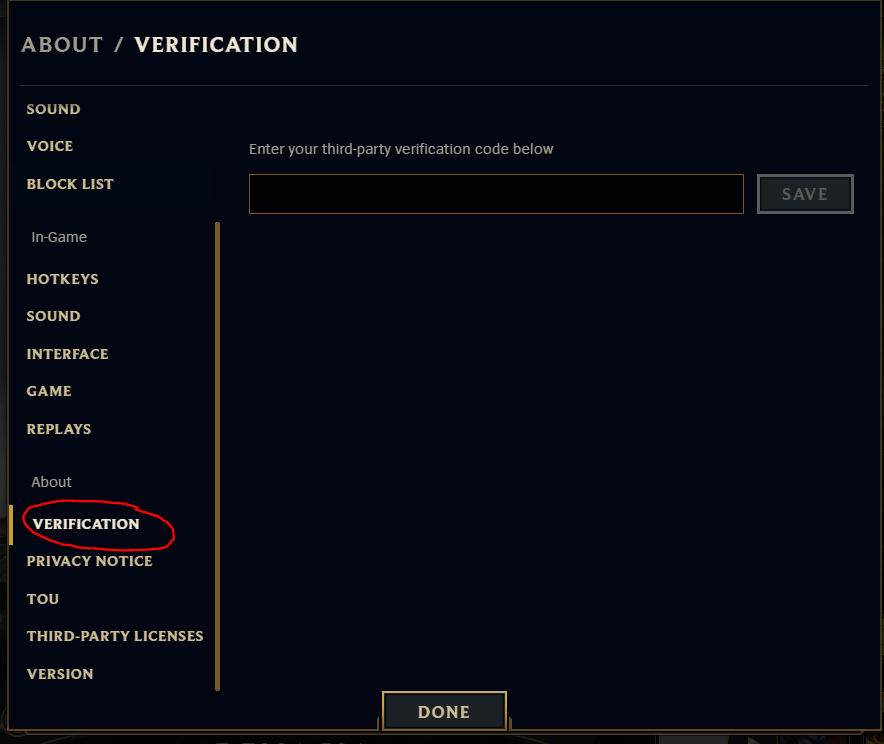 ABOUT / VERIFICATION
SOUND
VOICE
BLOCK LIST
Enter your third-party verification code below
SAVE
In-Game
HOTKEYS
SOUND
INTERFACE
GAME
REPLAYS
About
VERIFICATION
PRIVACY NOTICE
TOU
THIRD-PARTY LICENSES
VERSION
DONE